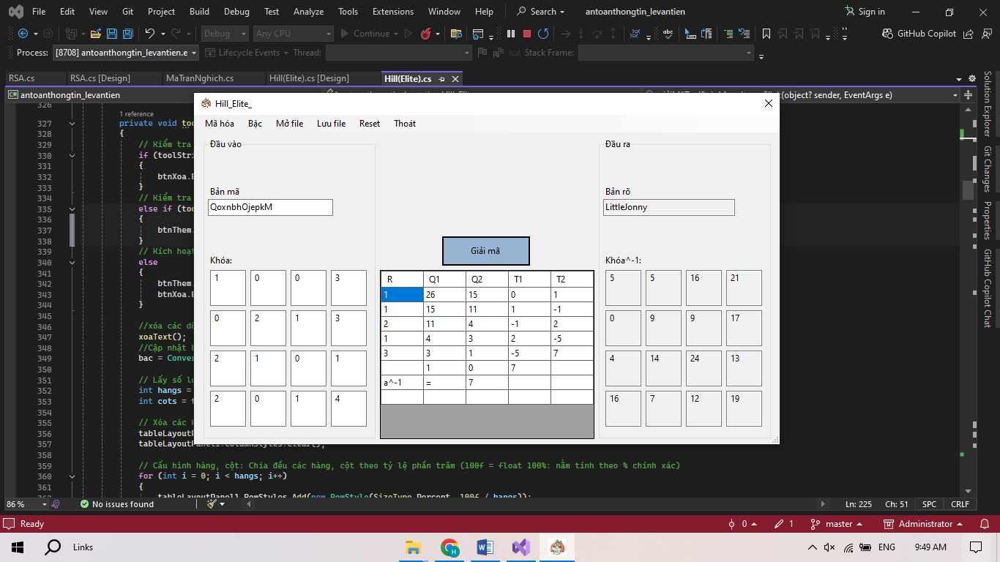 File Edit View Git Project Build Debug Test Analyze Tools Extensions Window Help Search antoanthongtin_levantien Sign in
Debug Any CPU Continue GitHub Copilot
Process: [8708] antoanthongtin_levantien.e Lifecycle Events Thread: Stack Frame:
RSA.cs RSA.cs [Design] MaTranNghich.cs Hill(Elite).cs [Design] Hill(Elite).cs
antoanthongtin_levantien (object? sender, EventArgs e)
326
1 reference
327 private void too
328 {
329 // Kiểm tra
330 if (toolStri
331 {
332 btnXoa.E
333 }
334 // Kiểm tra
335 else if (too
336 {
337 btnThem.
338 }
339 // Kích hoạt
340 else
341 {
342 btnThem.
343 btnXoa.E
344 }
345
346 //xóa các dữ
347 xoaText();
348 //Cập nhật b
349 bac = Conver
350
351 // Lấy số lư
352 int hangs =
353 int cots = t
354
355 // Xóa các k
356 tableLayoutP
357 tableLayoutPanel1.ColumnStyles.Clear();
358
359 // Cấu hình hàng, cột: Chia đều các hàng, cột theo tỷ lệ phần trăm (100f = float 100%: nằm tính theo % chính xác)
360 for (int i = 0; i < hangs; i++)
361 {
362 tableLayoutPanel1.RowStyles.Add(new RowStyle(SizeType.Percent, 100f / hangs));
Hill_Elite_
Mã hóa Bậc Mở file Lưu file Reset Thoát
Đầu vào
Bản mã
QoxnbhOjepkM
Khóa:
1 0 0 3
0 2 1 3
2 1 0 1
2 0 1 4
Giải mã
R Q1 Q2 T1 T2
1 26 15 0 1
1 15 11 1 -1
2 11 4 -1 2
1 4 3 2 -5
3 3 1 -5 7
1 0 7
a^-1 = 7
Đầu ra
Bản rõ
LittleJonny
Khóa^-1:
5 5 16 21
0 9 9 17
4 14 24 13
16 7 12 19
Solution Explorer
Git Changes
Properties
GitHub Copilot Chat
86 % No issues found Ln: 225 Ch: 51 SPC CRLF
Ready 0 1 master Administrator
Links ENG 9:49 AM